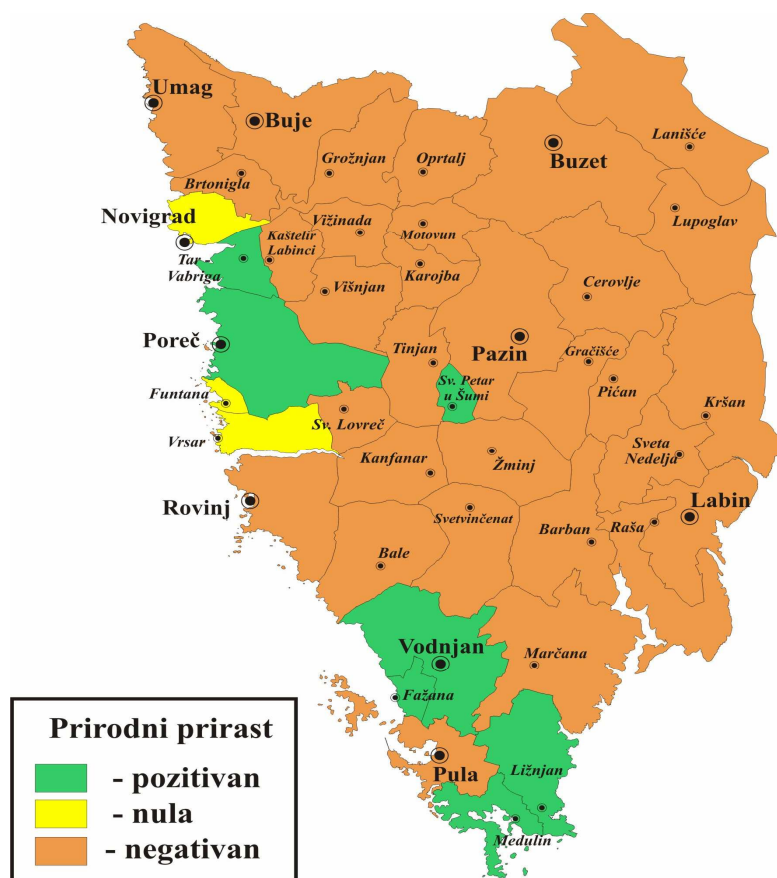 Umag
Buje
Buzet
Lanišće
Grožnjan
Oprtalj
Brtonigla
Lupoglav
Novigrad
Vižinada
Motovun
Kaštelir
Labinci
Tar -
Vabriga
Karojba
Višnjan
Cerovlje
Poreč
Tinjan
Pazin
Gračišće
Sv. Petar
u Šumi
Pićan
Funtana
Kršan
Sv. Lovreč
Vrsar
Sveta
Nedelja
Kanfanar
Žminj
Rovinj
Labin
Svetvinčenat
Barban
Raša
Bale
Vodnjan
Marčana
Fažana
Pula
Ližnjan
Medulin
Prirodni prirast
- pozitivan
- nula
- negativan